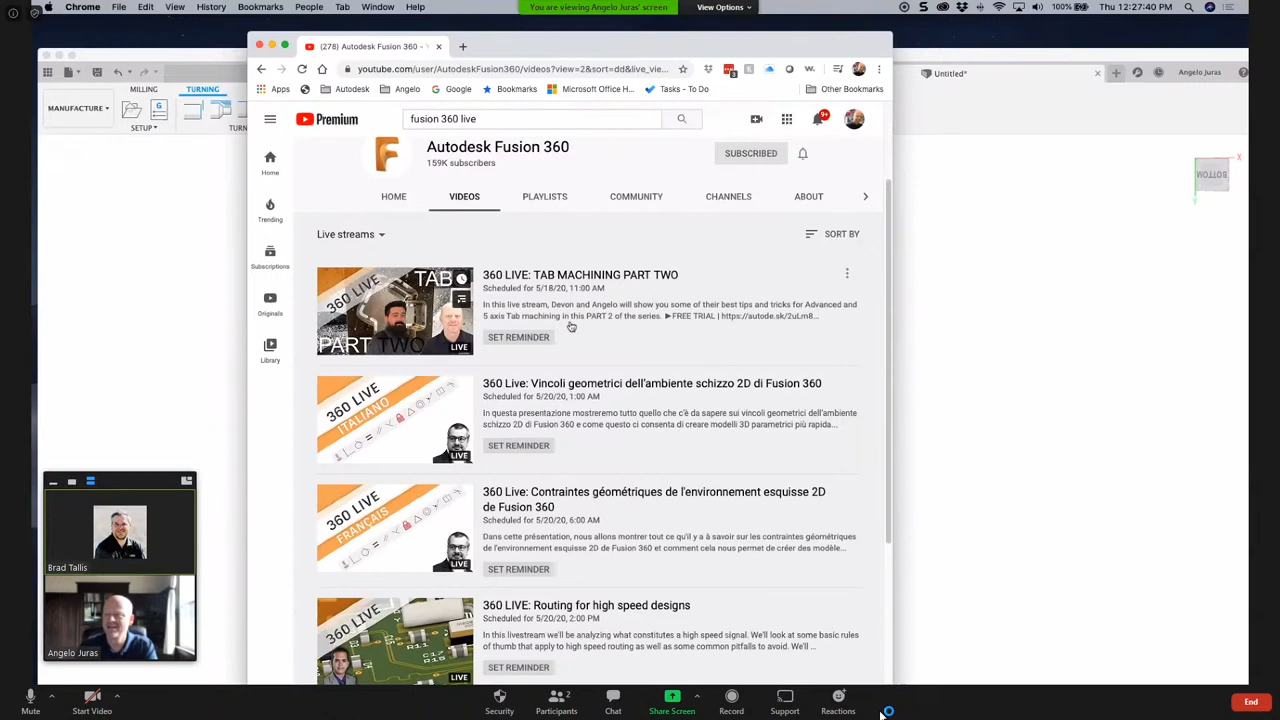 Chrome File Edit View History Bookmarks People Tab Window Help
You are viewing Angelo Juras' screen
View Options
100%
Thu 12:27:40 PM
(278) Autodesk Fusion 360 -
Untitled*
youtube.com/user/AutodeskFusion360/videos?view=2&sort=dd&live_vie...
Angelo Juras
Apps Autodesk Angelo Google Bookmarks Microsoft Office H... Tasks - To Do Other Bookmarks
MILLING TURNING
MANUFACTURE
SETUP
TURN
Premium
fusion 360 live
9+
BOTTOM
X
Y
Autodesk Fusion 360
159K subscribers
SUBSCRIBED
HOME VIDEOS PLAYLISTS COMMUNITY CHANNELS ABOUT
Home
Trending
Subscriptions
Originals
Library
Live streams
SORT BY
360 LIVE
TAB
PART TWO
LIVE
360 LIVE: TAB MACHINING PART TWO
Scheduled for 5/18/20, 11:00 AM
In this live stream, Devon and Angelo will show you some of their best tips and tricks for Advanced and
5 axis Tab machining in this PART 2 of the series. ►FREE TRIAL | https://autode.sk/2uLm8...
SET REMINDER
360 LIVE
ITALIANO
LIVE
360 Live: Vincoli geometrici dell'ambiente schizzo 2D di Fusion 360
Scheduled for 5/20/20, 1:00 AM
In questa presentazione mostreremo tutto quello che c'è da sapere sui vincoli geometrici dell'ambiente
schizzo 2D di Fusion 360 e come questo ci consenta di creare modelli 3D parametrici più rapida...
SET REMINDER
360 LIVE
FRANÇAIS
LIVE
360 Live: Contraintes géométriques de l'environnement esquisse 2D
de Fusion 360
Scheduled for 5/20/20, 6:00 AM
Dans cette présentation, nous allons montrer tout ce qu'il y a à savoir sur les contraintes géométriques
de l'environnement esquisse 2D de Fusion 360 et comment cela nous permet de créer des modèle...
SET REMINDER
360 LIVE
C47
R11
C11
R15
LIVE
360 LIVE: Routing for high speed designs
Scheduled for 5/20/20, 2:00 PM
In this livestream we'll be analyzing what constitutes a high speed signal. We'll look at some basic rules
of thumb that apply to high speed routing as well as some common pitfalls to avoid. We'll ...
SET REMINDER
Brad Tallis
Angelo Juras
Mute
Start Video
Security
Participants 2
Chat
Share Screen
Record
Support
Reactions
End